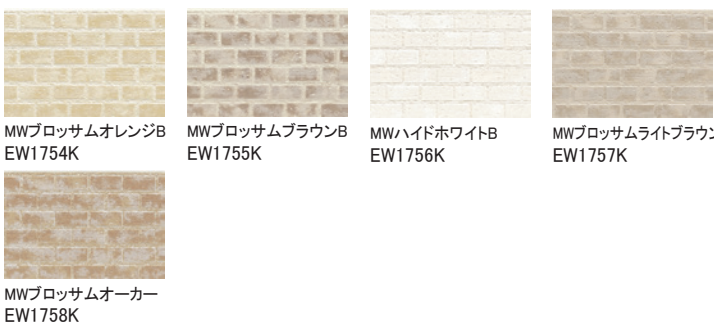 MWブロッサムオレンジB
EW1754K
MWブロッサムブラウンB
EW1755K
MWハイドホワイトB
EW1756K
MWブロッサムライトブラウン
EW1757K
MWブロッサムオーカー
EW1758K